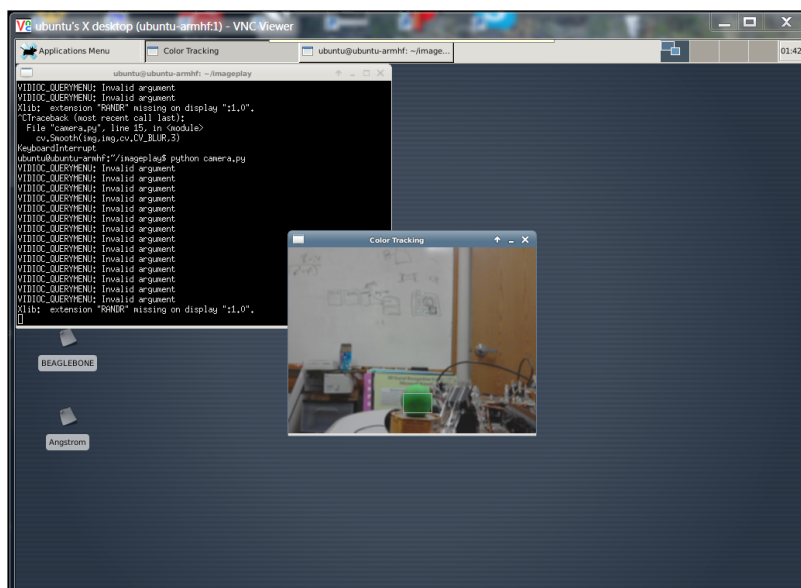 ubuntu's X desktop (ubuntu-armhf:1) - VNC Viewer
Applications Menu
Color Tracking
ubuntu@ubuntu-armhf: ~/image...
01:42
ubuntu@ubuntu-armhf: ~/imageplay
VIDIOC_QUERYMENU: Invalid argument
VIDIOC_QUERYMENU: Invalid argument
Xlib:  extension "RANDR" missing on display ":1.0".
^CTraceback (most recent call last):
  File "camera.py", line 15, in <module>
    cv.Smooth(img,img,cv.CV_BLUR,3)
KeyboardInterrupt
ubuntu@ubuntu-armhf:~/imageplay$ python camera.py
VIDIOC_QUERYMENU: Invalid argument
VIDIOC_QUERYMENU: Invalid argument
VIDIOC_QUERYMENU: Invalid argument
VIDIOC_QUERYMENU: Invalid argument
VIDIOC_QUERYMENU: Invalid argument
VIDIOC_QUERYMENU: Invalid argument
VIDIOC_QUERYMENU: Invalid argument
VIDIOC_QUERYMENU: Invalid argument
VIDIOC_QUERYMENU: Invalid argument
VIDIOC_QUERYMENU: Invalid argument
VIDIOC_QUERYMENU: Invalid argument
VIDIOC_QUERYMENU: Invalid argument
VIDIOC_QUERYMENU: Invalid argument
VIDIOC_QUERYMENU: Invalid argument
Xlib:  extension "RANDR" missing on display ":1.0".
Color Tracking
BEAGLEBONE
Angstrom